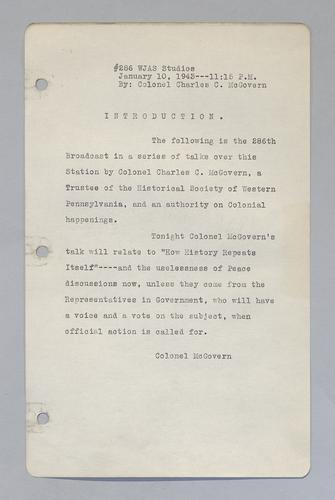 #286 WJAS Studios
January 10, 1943---11:15 P.M.
By: Colonel Charles C. McGovern
I N T R O D U C T I O N .
The following is the 286th
Broadcast in a series of talks over this
Station by Colonel Charles C. McGovern, a
Trustee of the Historical Society of Western
Pennsylvania, and an authority on Colonial
happenings.
Tonight Colonel McGovern's
talk will relate to "How History Repeats
Itself"----and the uselessness of Peace
discussions now, unless they come from the
Representatives in Government, who will have
a voice and a vote on the subject, when
official action is called for.
Colonel McGovern